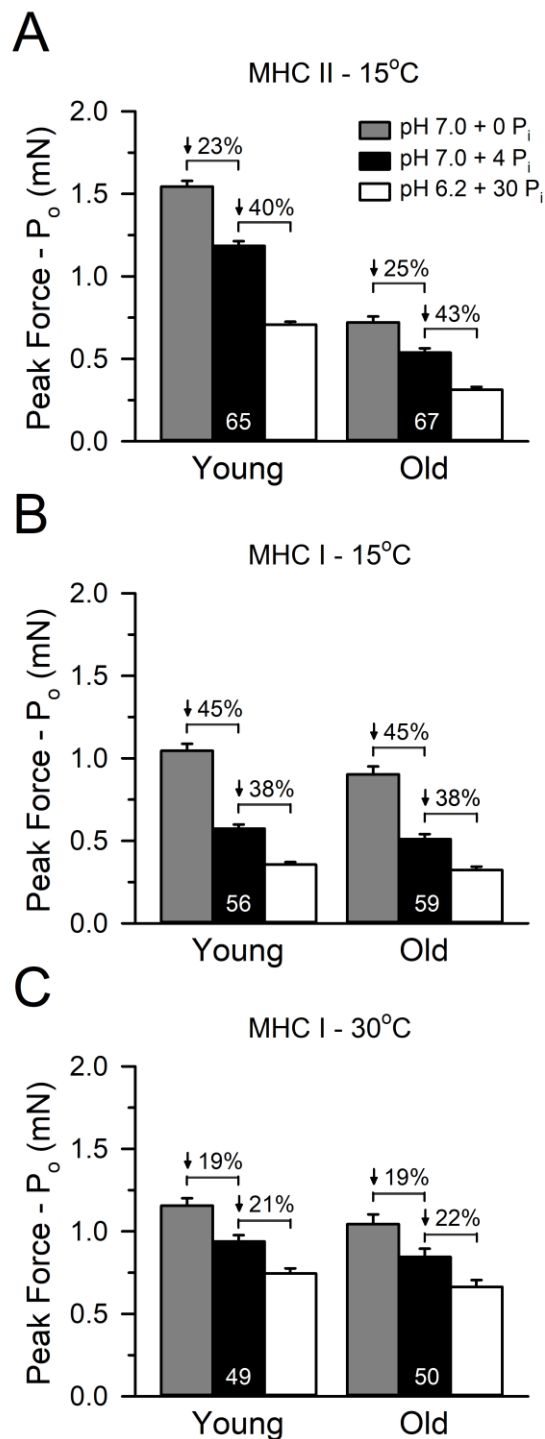 A
MHC II - 15°C
pH 7.0 + 0 Pi
pH 7.0 + 4 Pi
pH 6.2 + 30 Pi
Peak Force - Po (mN)
2.0
1.5
1.0
0.5
0.0
↓ 23%
↓ 40%
↓ 25%
↓ 43%
65
67
Young
Old
B
MHC I - 15°C
Peak Force - Po (mN)
2.0
1.5
1.0
0.5
0.0
↓ 45%
↓ 38%
↓ 45%
↓ 38%
56
59
Young
Old
C
MHC I - 30°C
Peak Force - Po (mN)
2.0
1.5
1.0
0.5
0.0
↓ 19%
↓ 21%
↓ 19%
↓ 22%
49
50
Young
Old